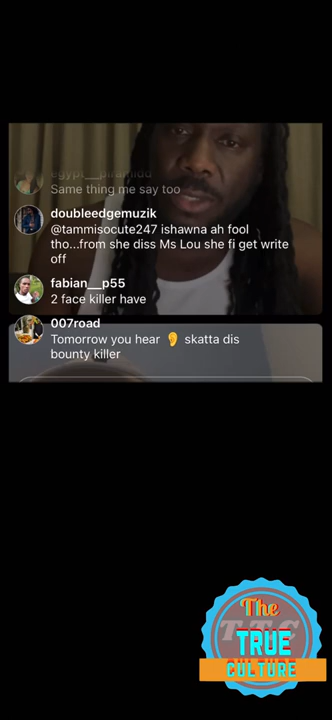 egypt__piramidd
Same thing me say too
doubleedgemuzik
@tammisocute247 ishawna ah fool
tho...from she diss Ms Lou she fi get write
off
fabian__p55
2 face killer have
007road
Tomorrow you hear 👂 skatta dis
bounty killer
The
T.T.C
TRUE
CULTURE